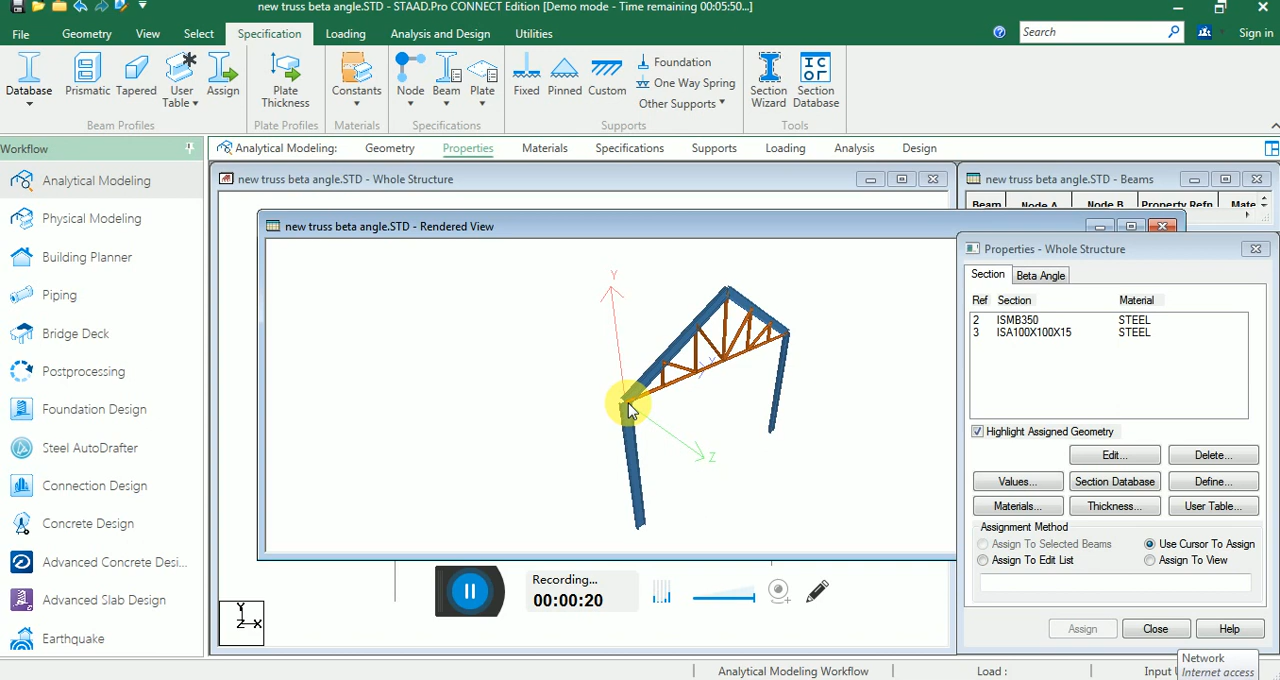 new truss beta angle.STD - STAAD.Pro CONNECT Edition [Demo mode - Time remaining 00:05:50...]
File Geometry View Select Specification Loading Analysis and Design Utilities Search Sign in
Database Prismatic Tapered User Table Assign Plate Thickness Constants Node Beam Plate Fixed Pinned Custom Foundation One Way Spring Other Supports Section Wizard Section Database
Beam Profiles Plate Profiles Materials Specifications Supports Tools
Workflow
Analytical Modeling: Geometry Properties Materials Specifications Supports Loading Analysis Design
Analytical Modeling
Physical Modeling
Building Planner
Piping
Bridge Deck
Postprocessing
Foundation Design
Steel AutoDrafter
Connection Design
Concrete Design
Advanced Concrete Desi...
Advanced Slab Design
Earthquake
new truss beta angle.STD - Whole Structure
new truss beta angle.STD - Beams
Beam Node A Node B Property Refn Mate
new truss beta angle.STD - Rendered View
Y
X
Z
Properties - Whole Structure
Section Beta Angle
Ref Section Material
2 ISMB350 STEEL
3 ISA100X100X15 STEEL
Highlight Assigned Geometry
Edit... Delete...
Values... Section Database Define...
Materials... Thickness... User Table...
Assignment Method
Assign To Selected Beams Use Cursor To Assign
Assign To Edit List Assign To View
Assign Close Help
Recording...
00:00:20
Y
Z X
Analytical Modeling Workflow Load : Input
Network
Internet access